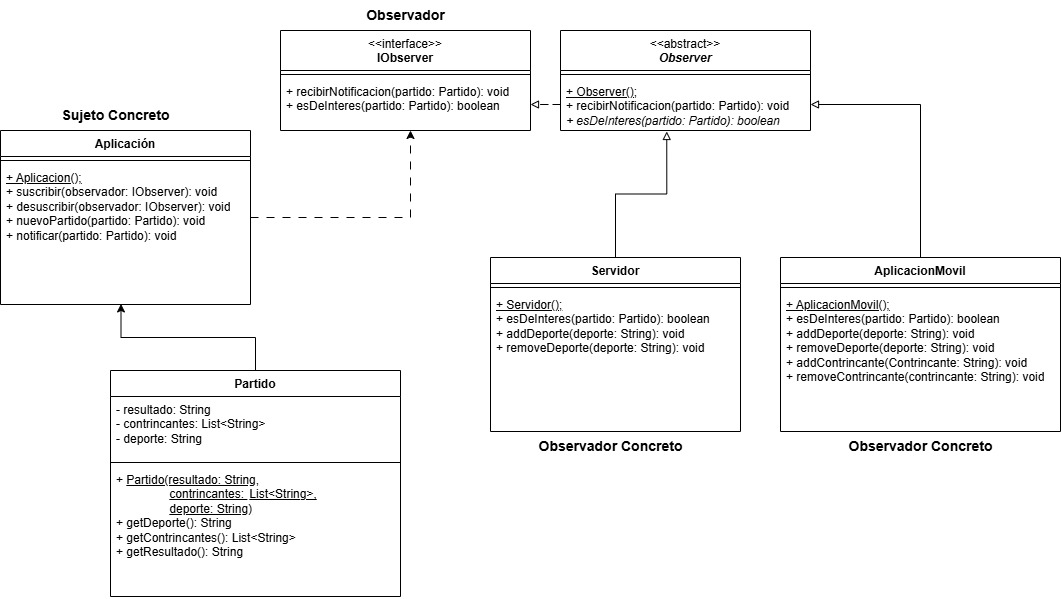 Observador
<<interface>>
IObserver
+ recibirNotificacion(partido: Partido): void
+ esDeInteres(partido: Partido): boolean
<<abstract>>
Observer
+ Observer();
+ recibirNotificacion(partido: Partido): void
+ esDeInteres(partido: Partido): boolean
Sujeto Concreto
Aplicación
+ Aplicacion();
+ suscribir(observador: IObserver): void
+ desuscribir(observador: IObserver): void
+ nuevoPartido(partido: Partido): void
+ notificar(partido: Partido): void
Servidor
+ Servidor();
+ esDeInteres(partido: Partido): boolean
+ addDeporte(deporte: String): void
+ removeDeporte(deporte: String): void
Observador Concreto
AplicacionMovil
+ AplicacionMovil();
+ esDeInteres(partido: Partido): boolean
+ addDeporte(deporte: String): void
+ removeDeporte(deporte: String): void
+ addContrincante(Contrincante: String): void
+ removeContrincante(contrincante: String): void
Observador Concreto
Partido
- resultado: String
- contrincantes: List<String>
- deporte: String
+ Partido(resultado: String,
contrincantes: List<String>,
deporte: String)
+ getDeporte(): String
+ getContrincantes(): List<String>
+ getResultado(): String